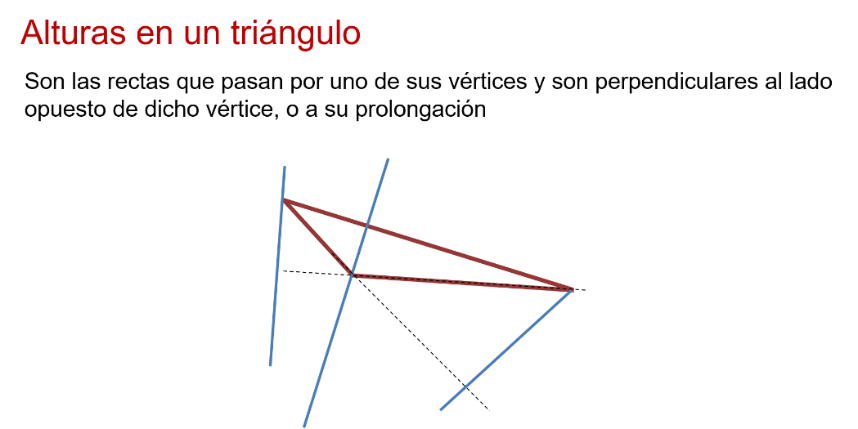 Alturas en un triángulo
Son las rectas que pasan por uno de sus vértices y son perpendiculares al lado
opuesto de dicho vértice, o a su prolongación